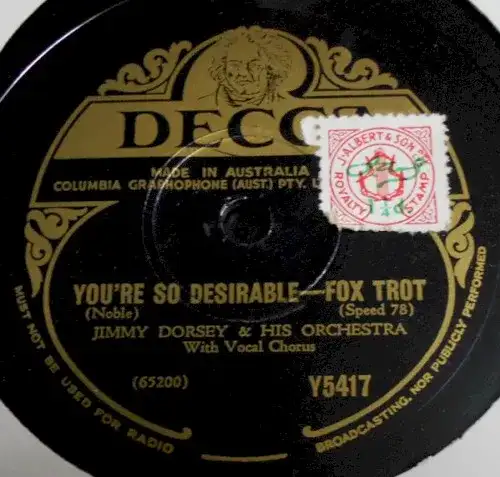 DECCA
MADE IN AUSTRALIA
COLUMBIA GRAPHOPHONE (AUST.) PTY.
J. ALBERT & SON
ROYALTY STAMP
YOU'RE SO DESIRABLE—FOX TROT
(Noble) (Speed 78)
JIMMY DORSEY & HIS ORCHESTRA
With Vocal Chorus
(65200) Y5417
MUST NOT BE USED FOR RADIO BROADCASTING, NOR PUBLICLY PERFORMED